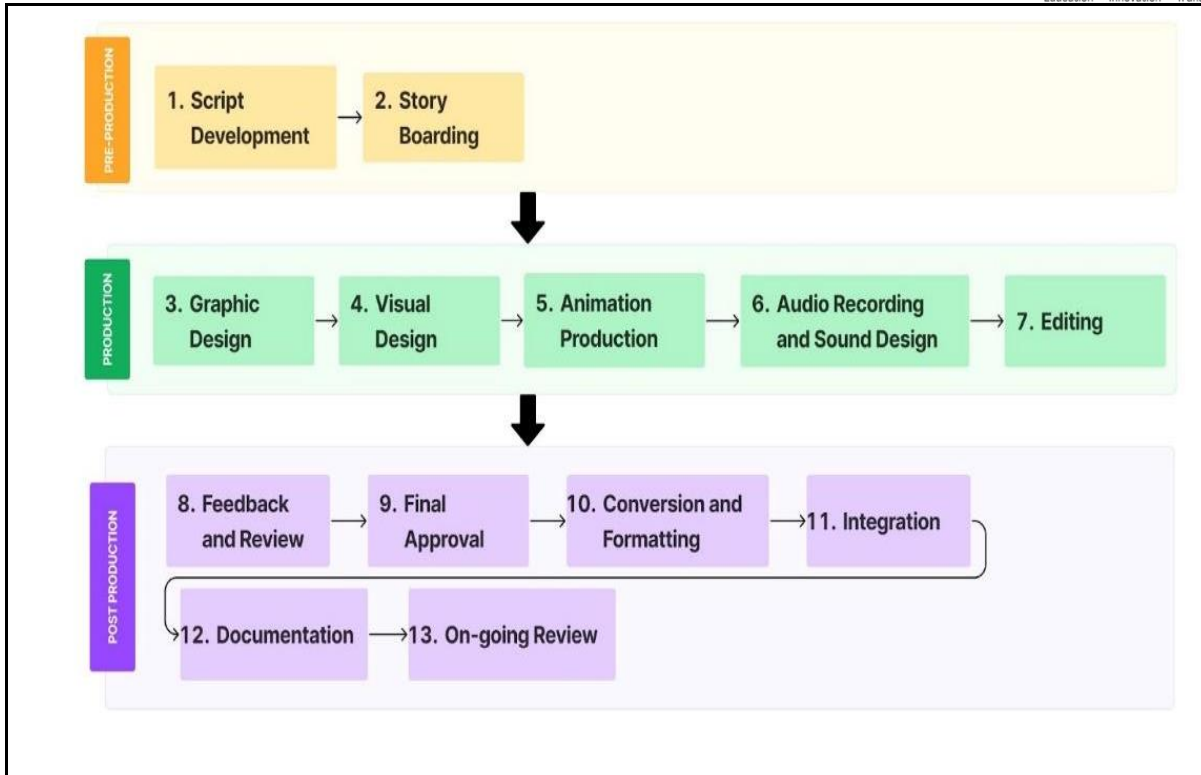 PRE-PRODUCTION
1. Script
Development
2. Story
Boarding
PRODUCTION
3. Graphic
Design
4. Visual
Design
5. Animation
Production
6. Audio Recording
and Sound Design
7. Editing
POST PRODUCTION
8. Feedback
and Review
9. Final
Approval
10. Conversion and
Formatting
11. Integration
12. Documentation
13. On-going Review